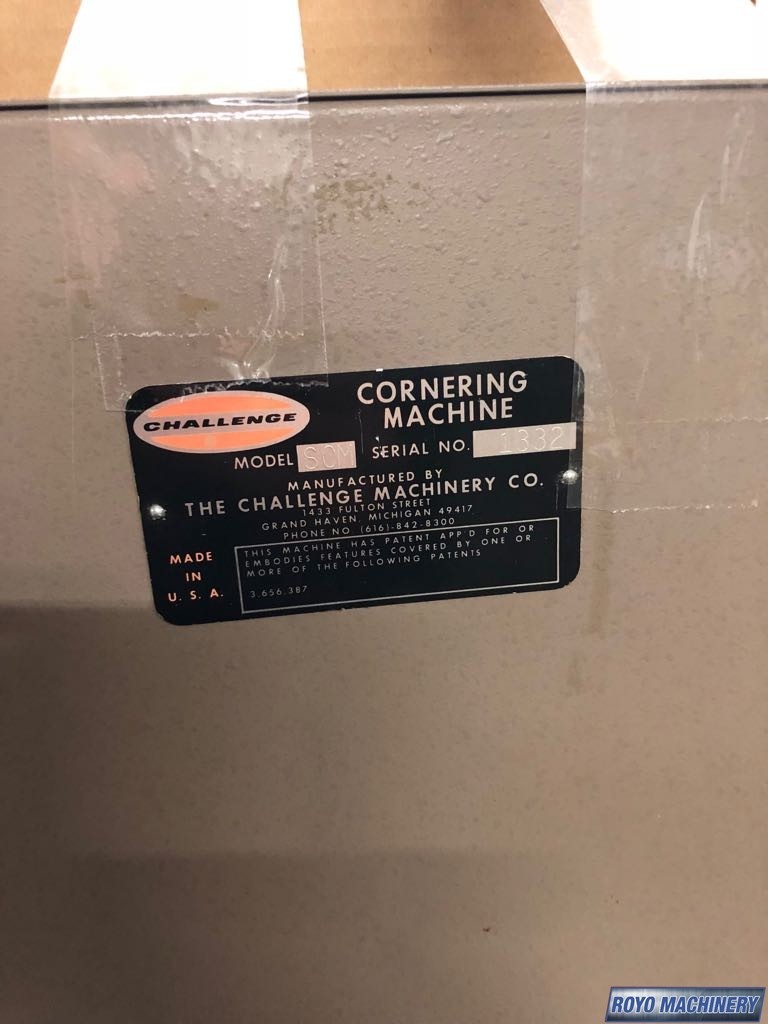 CORNERING
MACHINE
CHALLENGE
MODEL SCM SERIAL NO. 1332
MANUFACTURED BY
THE CHALLENGE MACHINERY CO.
1433 FULTON STREET
GRAND HAVEN, MICHIGAN 49417
PHONE NO. (616)-842-8300
MADE
IN
U. S. A.
THIS MACHINE HAS PATENT APP'D FOR OR
EMBODIES FEATURES COVERED BY ONE OR
MORE OF THE FOLLOWING PATENTS
3,656,387
ROYO MACHINERY